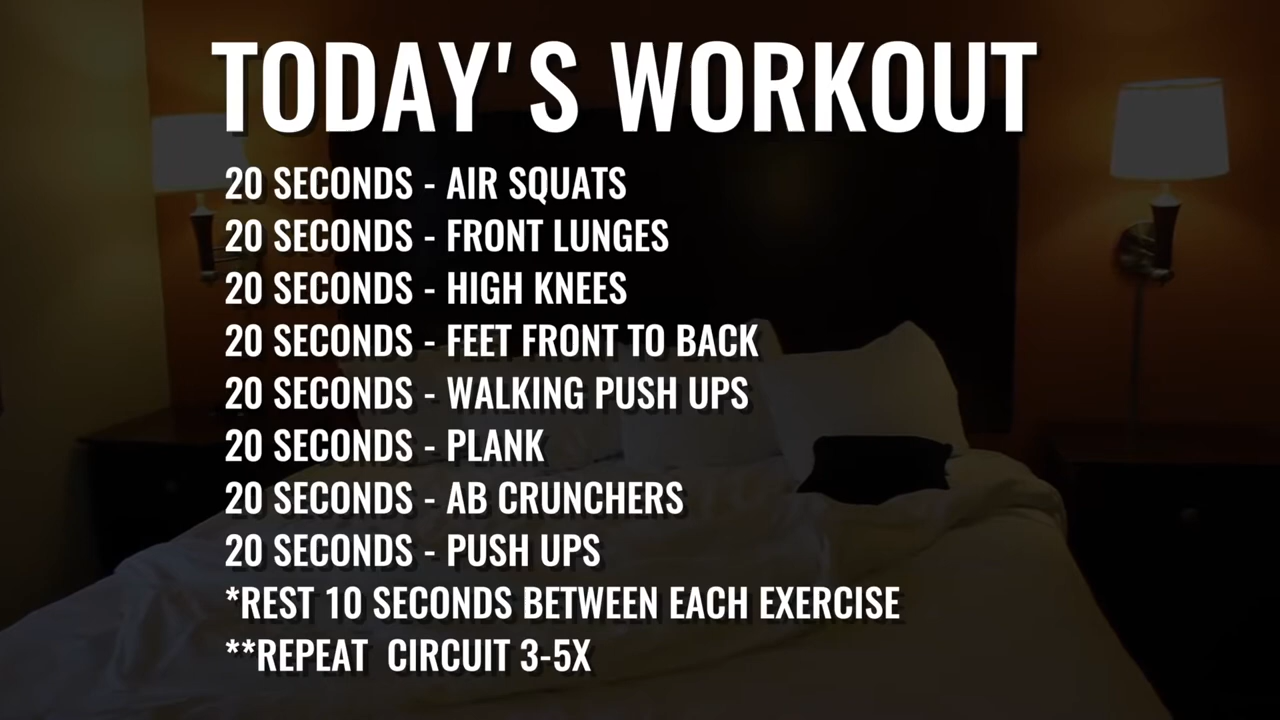 TODAY'S WORKOUT
20 SECONDS - AIR SQUATS
20 SECONDS - FRONT LUNGES
20 SECONDS - HIGH KNEES
20 SECONDS - FEET FRONT TO BACK
20 SECONDS - WALKING PUSH UPS
20 SECONDS - PLANK
20 SECONDS - AB CRUNCHERS
20 SECONDS - PUSH UPS
*REST 10 SECONDS BETWEEN EACH EXERCISE
**REPEAT  CIRCUIT 3-5X